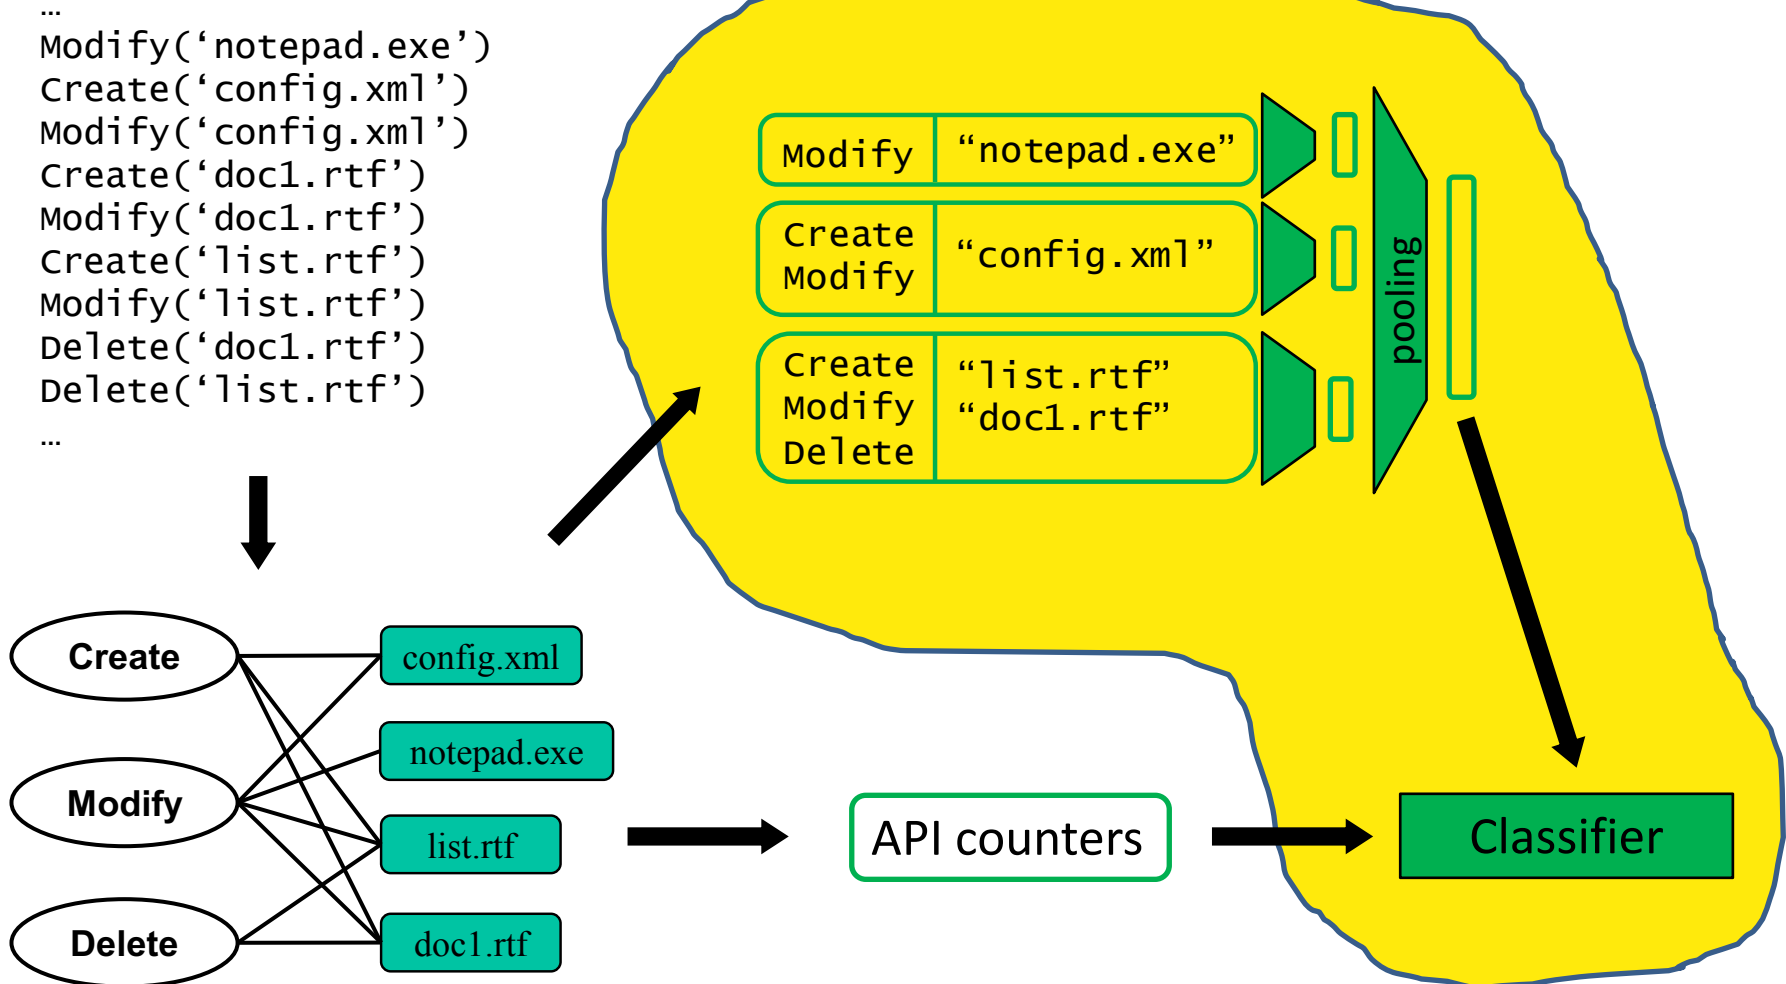 …
Modify(‘notepad.exe’)
Create(‘config.xml’)
Modify(‘config.xml’)
Create(‘doc1.rtf’)
Modify(‘doc1.rtf’)
Create(‘list.rtf’)
Modify(‘list.rtf’)
Delete(‘doc1.rtf’)
Delete(‘list.rtf’)
…
Modify “notepad.exe”
Create
Modify
“config.xml”
Create
Modify
Delete
“list.rtf”
“doc1.rtf”
pooling
Create
Modify
Delete
config.xml
notepad.exe
list.rtf
doc1.rtf
API counters
Classifier